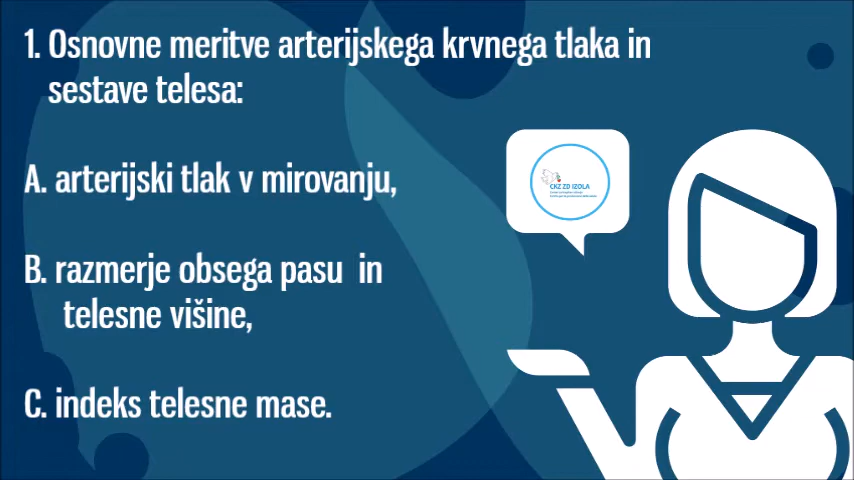 1. Osnovne meritve arterijskega krvnega tlaka in
sestave telesa:
A. arterijski tlak v mirovanju,
B. razmerje obsega pasu in
telesne višine,
C. indeks telesne mase.
CKZ ZD IZOLA